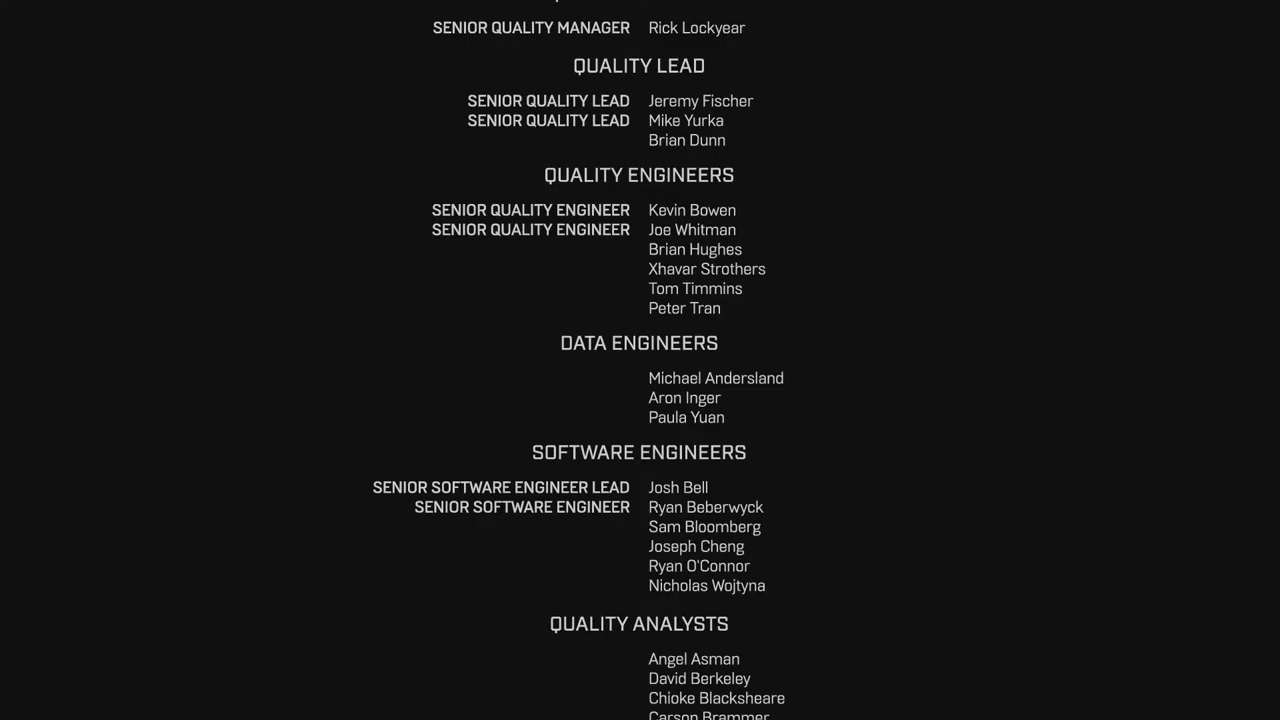 SENIOR QUALITY MANAGER Rick Lockyear
QUALITY LEAD
SENIOR QUALITY LEAD Jeremy Fischer
SENIOR QUALITY LEAD Mike Yurka
Brian Dunn
QUALITY ENGINEERS
SENIOR QUALITY ENGINEER Kevin Bowen
SENIOR QUALITY ENGINEER Joe Whitman
Brian Hughes
Xhavar Strothers
Tom Timmins
Peter Tran
DATA ENGINEERS
Michael Andersland
Aron Inger
Paula Yuan
SOFTWARE ENGINEERS
SENIOR SOFTWARE ENGINEER LEAD Josh Bell
SENIOR SOFTWARE ENGINEER Ryan Beberwyck
Sam Bloomberg
Joseph Cheng
Ryan O'Connor
Nicholas Wojtyna
QUALITY ANALYSTS
Angel Asman
David Berkeley
Chioke Blacksheare
Carson Brammer